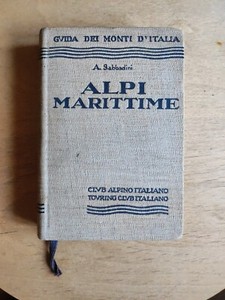 GUIDA DEI MONTI D'ITALIA
A. Sabbadini
ALPI
MARITTIME
CLUB ALPINO ITALIANO
TOURING CLUB ITALIANO